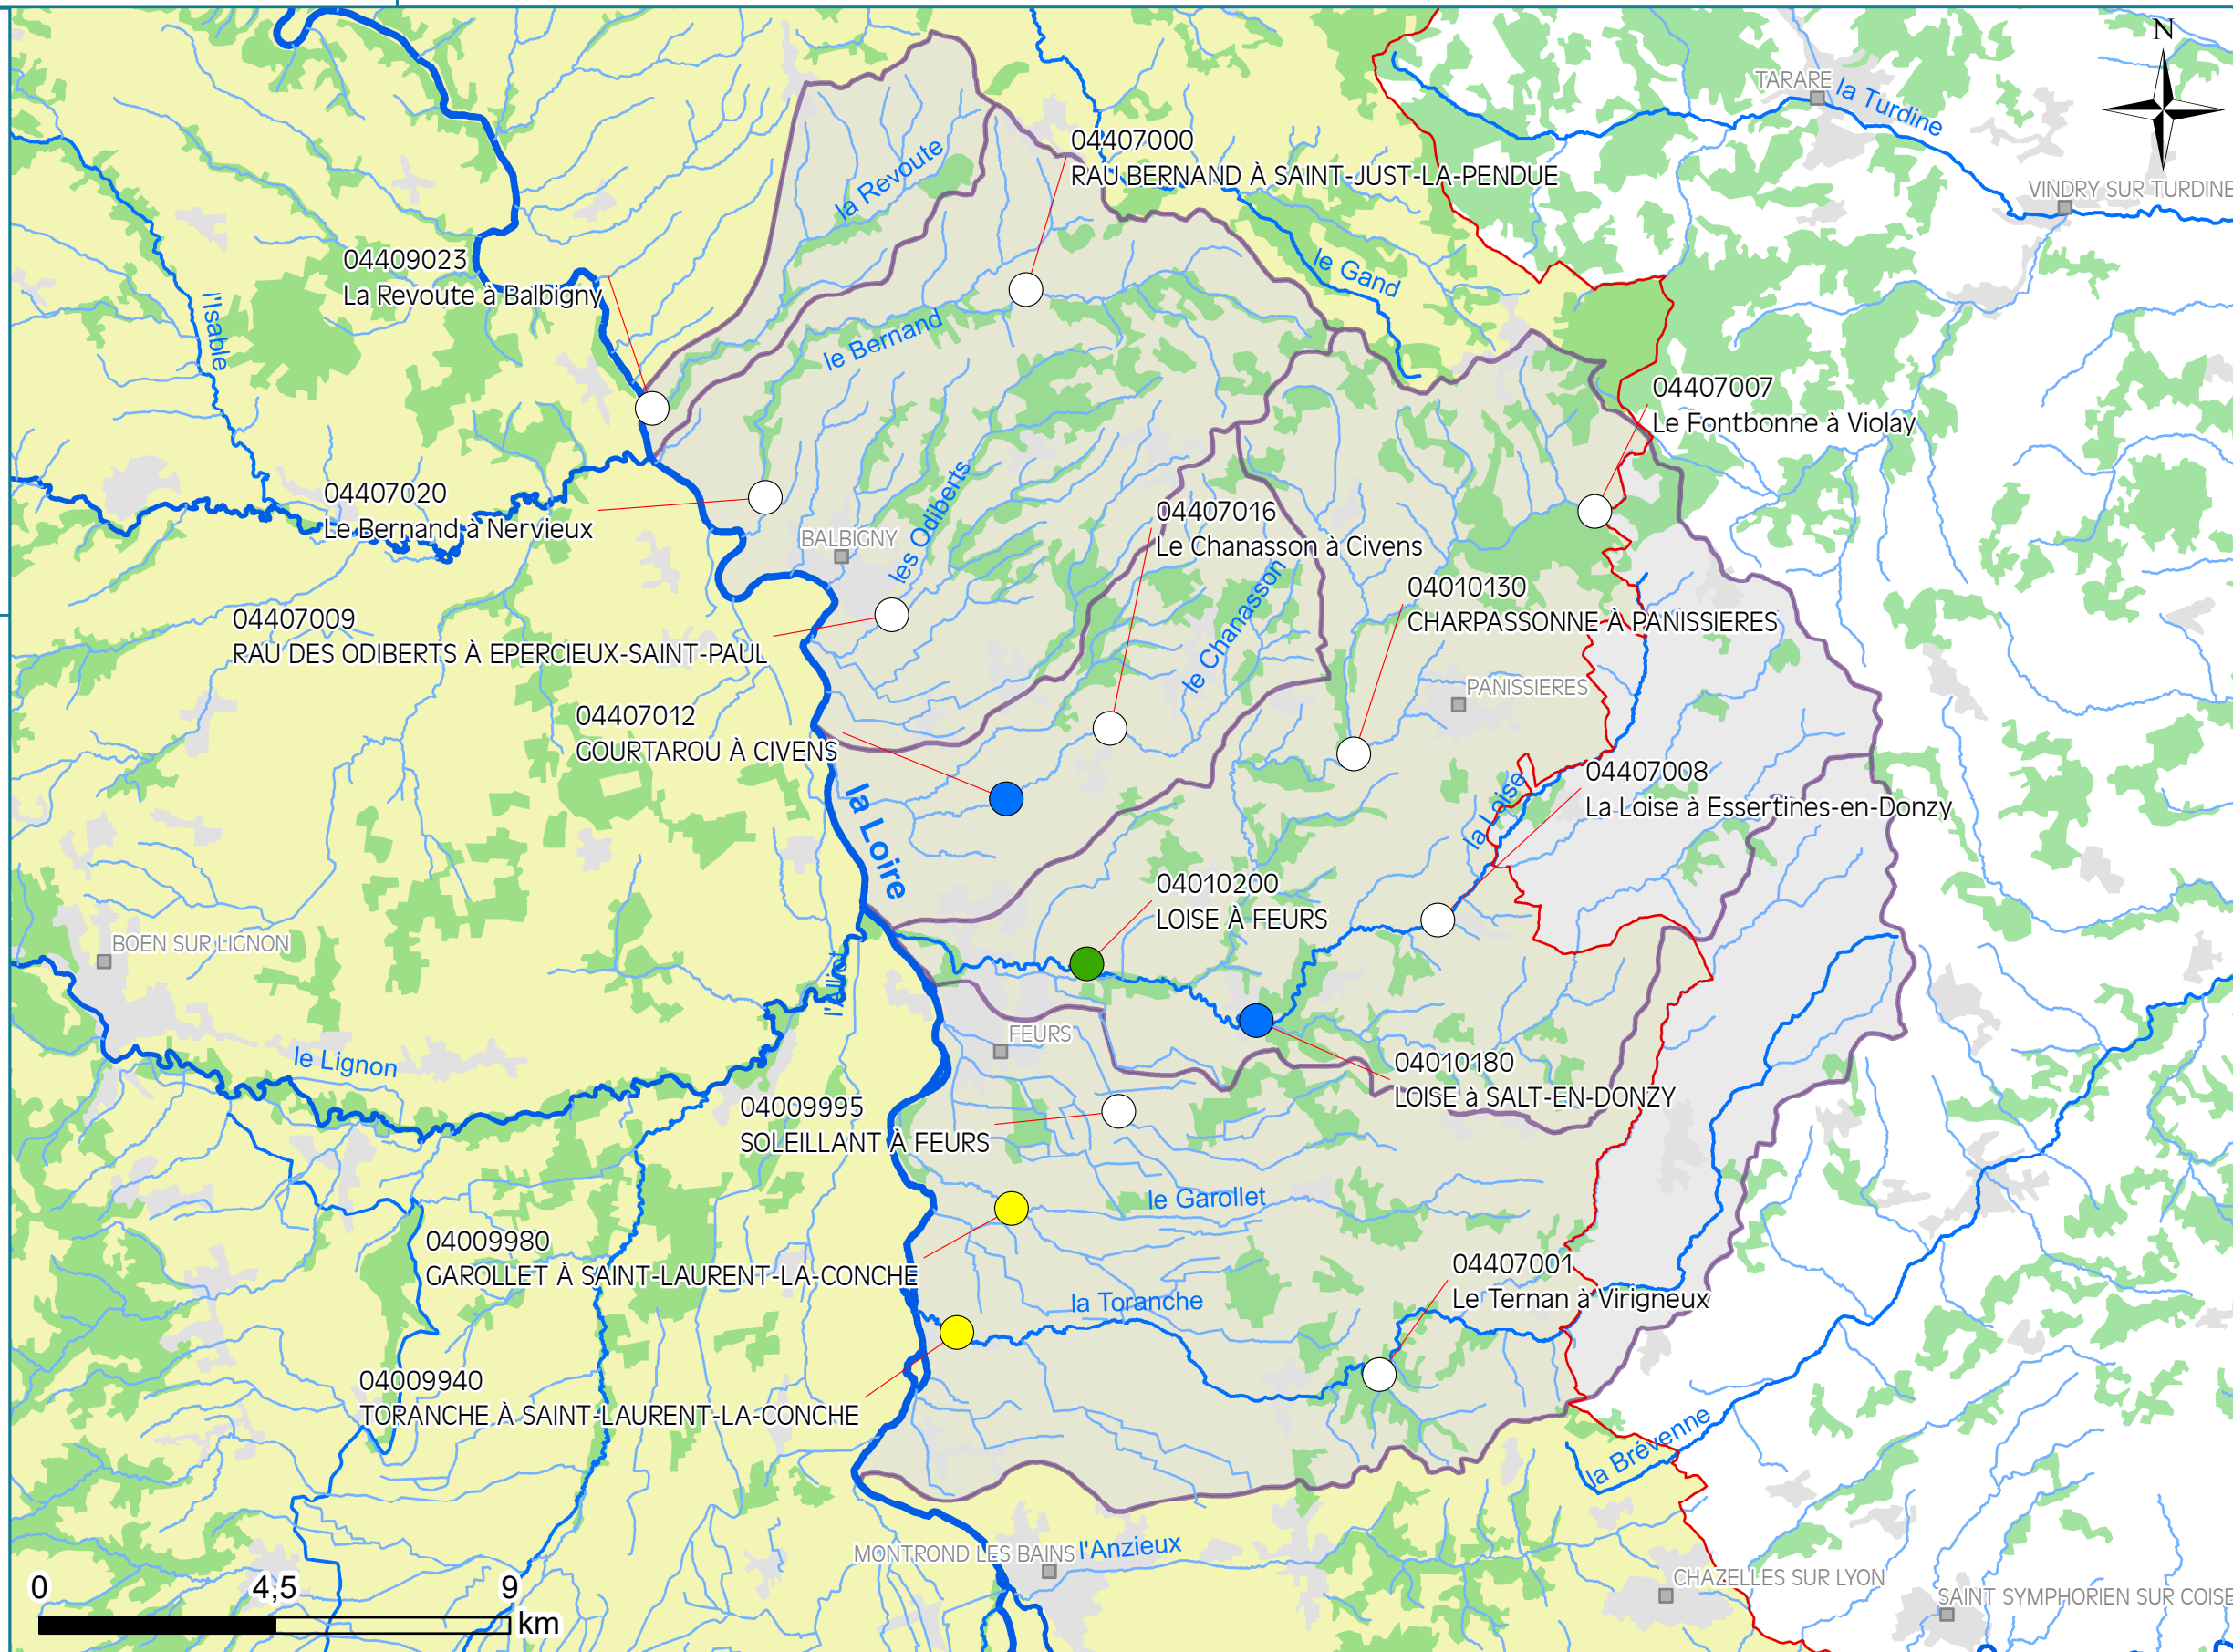 N
TARARE
la Turdine
04407000
RAU BERNAND À SAINT-JUST-LA-PENDUE
la Revoute
VINDRY SUR TURDINE
04409023
La Revoute à Balbigny
le Gand
l'Isable
le Bernand
04407007
Le Fontbonne à Violay
04407020
Le Bernand à Nervieux
les Odiberts
04407016
Le Chanasson à Civens
BALBIGNY
le Chanasson
04010130
CHARPASSONNE À PANISSIERES
04407009
RAU DES ODIBERTS À EPERCIEUX-SAINT-PAUL
PANISSIERES
04407012
GOURTAROU À CIVENS
la Loire
la Loise
04407008
La Loise à Essertines-en-Donzy
04010200
LOISE À FEURS
BOEN SUR LIGNON
l'Alliot
FEURS
le Lignon
04010180
LOISE à SALT-EN-DONZY
04009995
SOLEILLANT À FEURS
le Garollet
04009980
GAROLLET À SAINT-LAURENT-LA-CONCHE
04407001
Le Ternan à Virigneux
la Toranche
04009940
TORANCHE À SAINT-LAURENT-LA-CONCHE
la Brévenne
MONTROND LES BAINS
l'Anzieux
CHAZELLES SUR LYON
SAINT SYMPHORIEN SUR COISE
0 4,5 9
km